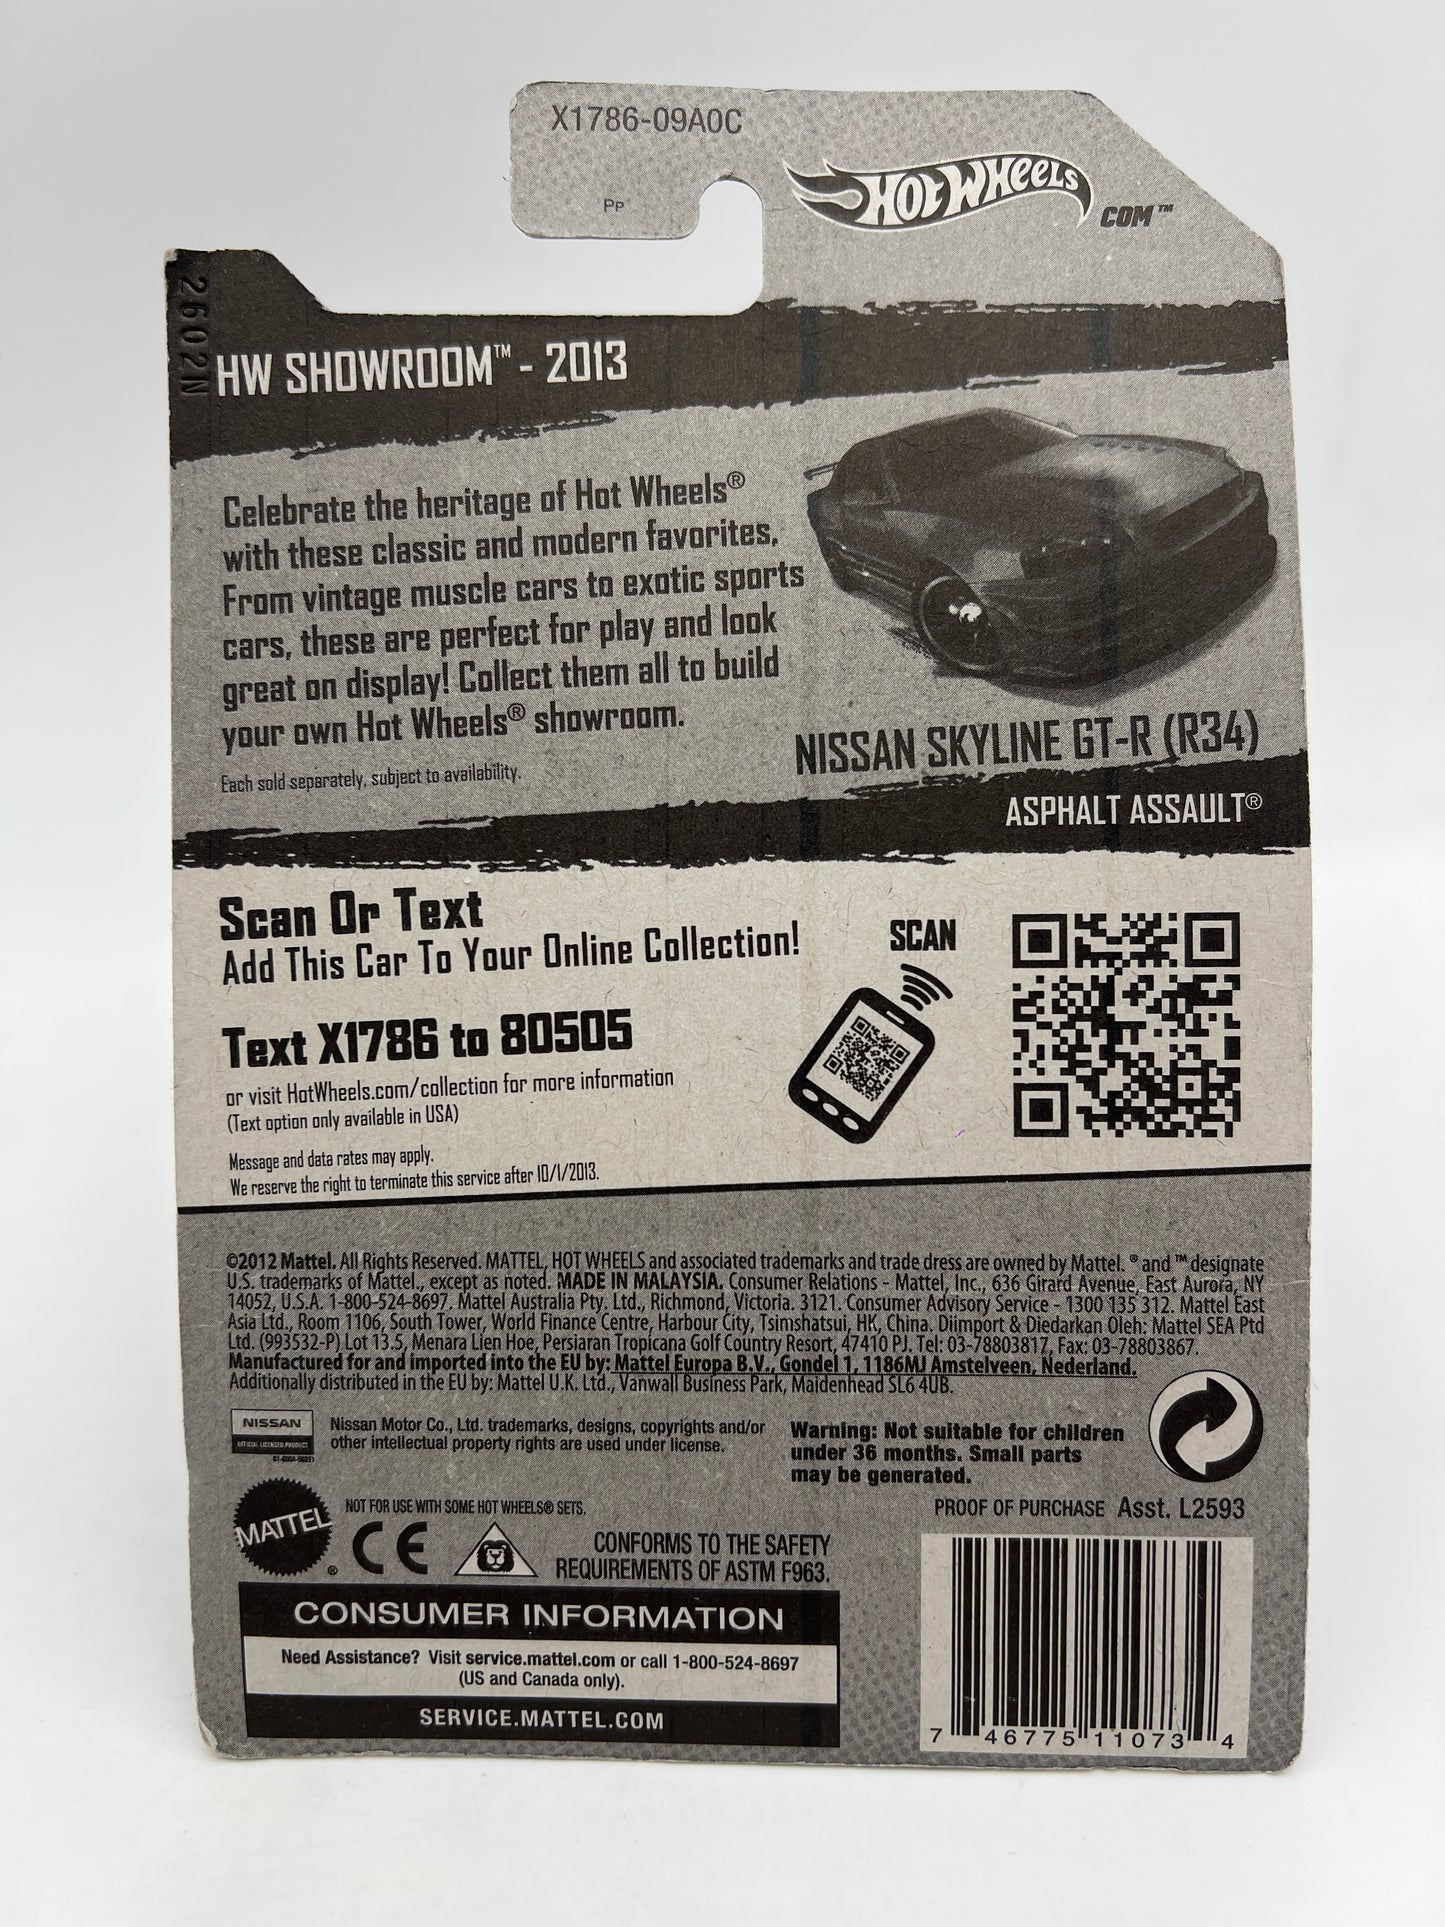 X1786-09A0C
PP
HOT WHEELS
COM™
2602N
HW SHOWROOM™ - 2013
Celebrate the heritage of Hot Wheels®
with these classic and modern favorites.
From vintage muscle cars to exotic sports
cars, these are perfect for play and look
great on display! Collect them all to build
your own Hot Wheels® showroom.
Each sold separately, subject to availability.
NISSAN SKYLINE GT-R (R34)
ASPHALT ASSAULT®
Scan Or Text
Add This Car To Your Online Collection!
Text X1786 to 80505
or visit HotWheels.com/collection for more information
(Text option only available in USA)
Message and data rates may apply.
We reserve the right to terminate this service after 10/1/2013.
SCAN
©2012 Mattel. All Rights Reserved. MATTEL, HOT WHEELS and associated trademarks and trade dress are owned by Mattel. ® and ™ designate
U.S. trademarks of Mattel., except as noted. MADE IN MALAYSIA. Consumer Relations - Mattel, Inc., 636 Girard Avenue, East Aurora, NY
14052, U.S.A. 1-800-524-8697. Mattel Australia Pty. Ltd., Richmond, Victoria. 3121. Consumer Advisory Service - 1300 135 312. Mattel East
Asia Ltd., Room 1106, South Tower, World Finance Centre, Harbour City, Tsimshatsui, HK, China. Diimport & Diedarkan Oleh: Mattel SEA Ptd
Ltd. (993532-P) Lot 13.5, Menara Lien Hoe, Persiaran Tropicana Golf Country Resort, 47410 PJ. Tel: 03-78803817, Fax: 03-78803867.
Manufactured for and imported into the EU by: Mattel Europa B.V., Gondel 1, 1186MJ Amstelveen, Nederland.
Additionally distributed in the EU by: Mattel U.K. Ltd., Vanwall Business Park, Maidenhead SL6 4UB.
NISSAN
OFFICIAL LICENSED PRODUCT
Nissan Motor Co., Ltd. trademarks, designs, copyrights and/or
other intellectual property rights are used under license.
Warning: Not suitable for children
under 36 months. Small parts
may be generated.
MATTEL®
NOT FOR USE WITH SOME HOT WHEELS® SETS.
CE
CONFORMS TO THE SAFETY
REQUIREMENTS OF ASTM F963.
PROOF OF PURCHASE Asst. L2593
CONSUMER INFORMATION
Need Assistance? Visit service.mattel.com or call 1-800-524-8697
(US and Canada only).
SERVICE.MATTEL.COM
7 46775 11073 4